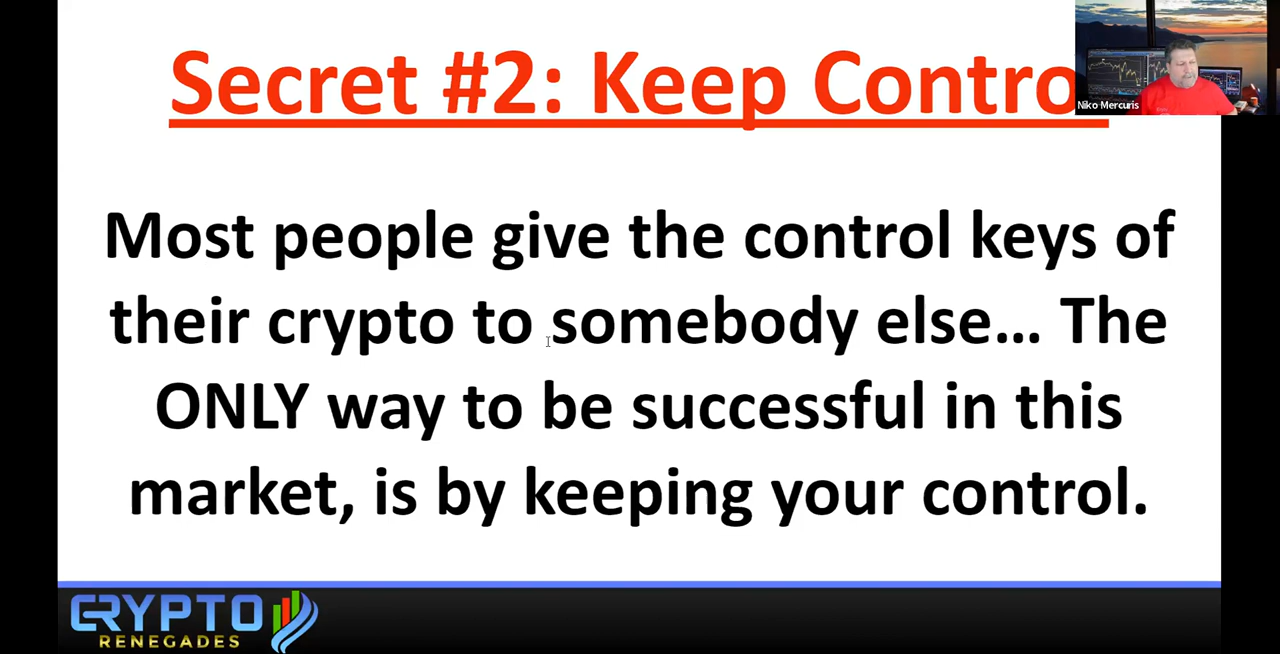 Secret #2: Keep Contro
Niko Mercuris
Most people give the control keys of
their crypto to somebody else... The
ONLY way to be successful in this
market, is by keeping your control.
CRYPTO
RENEGADES